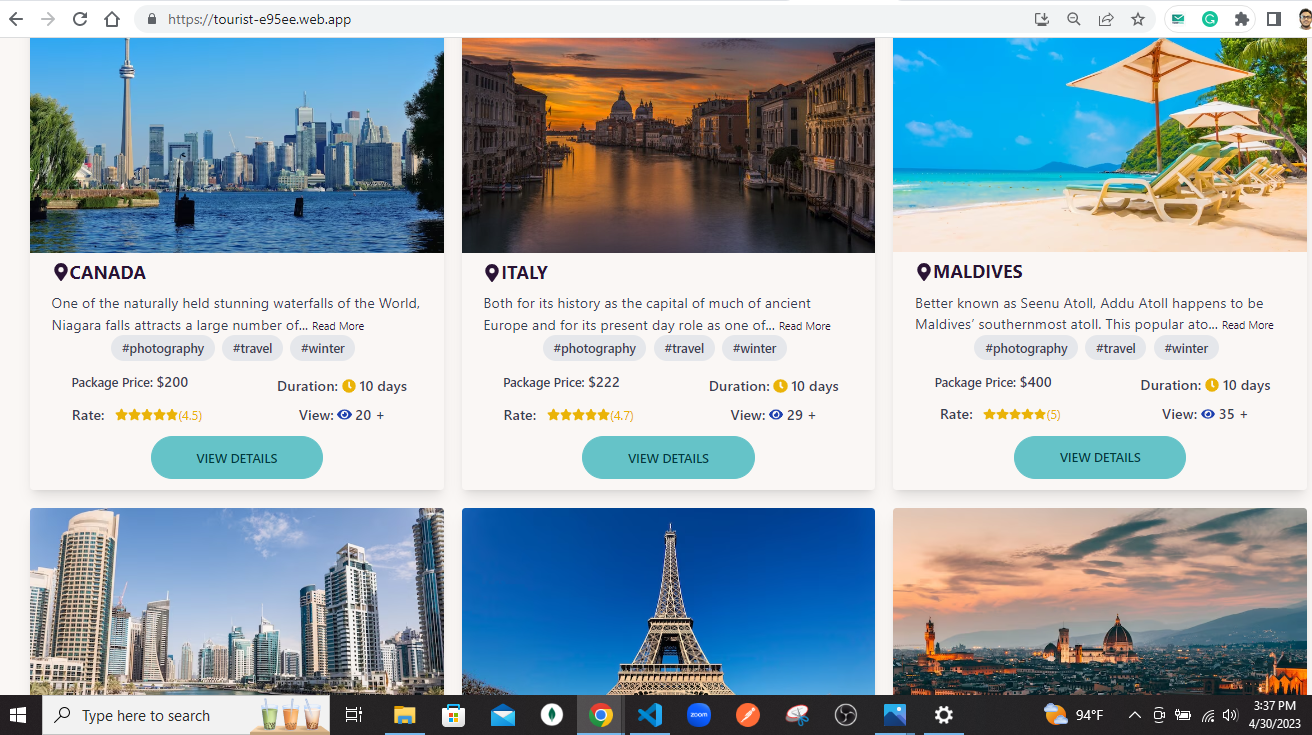 https://tourist-e95ee.web.app
CANADA
One of the naturally held stunning waterfalls of the World,
Niagara falls attracts a large number of... Read More
#photography #travel #winter
Package Price: $200 Duration: 10 days
Rate: (4.5) View: 20 +
VIEW DETAILS
ITALY
Both for its history as the capital of much of ancient
Europe and for its present day role as one of... Read More
#photography #travel #winter
Package Price: $222 Duration: 10 days
Rate: (4.7) View: 29 +
VIEW DETAILS
MALDIVES
Better known as Seenu Atoll, Addu Atoll happens to be
Maldives’ southernmost atoll. This popular ato... Read More
#photography #travel #winter
Package Price: $400 Duration: 10 days
Rate: (5) View: 35 +
VIEW DETAILS
Type here to search
zoom
94°F
3:37 PM
4/30/2023